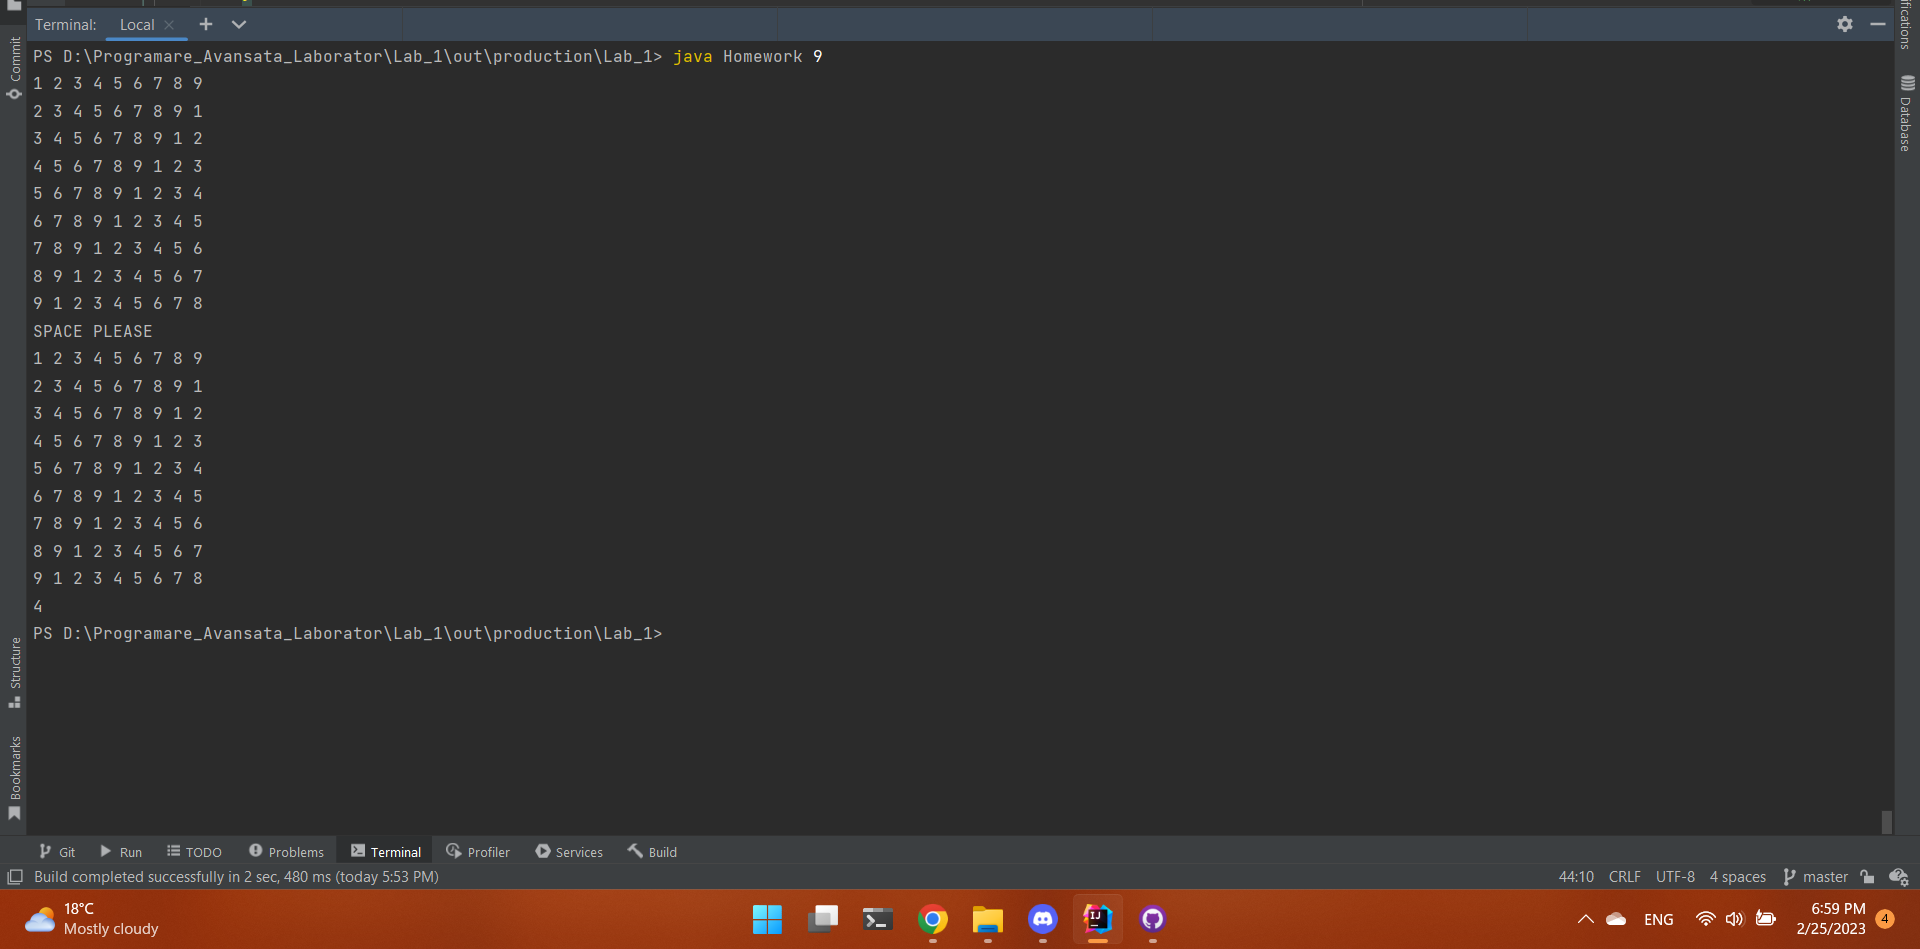 Terminal: Local
PS D:\Programare_Avansata_Laborator\Lab_1\out\production\Lab_1> java Homework 9
1 2 3 4 5 6 7 8 9
2 3 4 5 6 7 8 9 1
3 4 5 6 7 8 9 1 2
4 5 6 7 8 9 1 2 3
5 6 7 8 9 1 2 3 4
6 7 8 9 1 2 3 4 5
7 8 9 1 2 3 4 5 6
8 9 1 2 3 4 5 6 7
9 1 2 3 4 5 6 7 8
SPACE PLEASE
1 2 3 4 5 6 7 8 9
2 3 4 5 6 7 8 9 1
3 4 5 6 7 8 9 1 2
4 5 6 7 8 9 1 2 3
5 6 7 8 9 1 2 3 4
6 7 8 9 1 2 3 4 5
7 8 9 1 2 3 4 5 6
8 9 1 2 3 4 5 6 7
9 1 2 3 4 5 6 7 8
4
PS D:\Programare_Avansata_Laborator\Lab_1\out\production\Lab_1>
Commit
Structure
Bookmarks
Database
Git Run TODO Problems Terminal Profiler Services Build
Build completed successfully in 2 sec, 480 ms (today 5:53 PM) 44:10 CRLF UTF-8 4 spaces master
18°C
Mostly cloudy
IJ
ENG
6:59 PM
2/25/2023
4